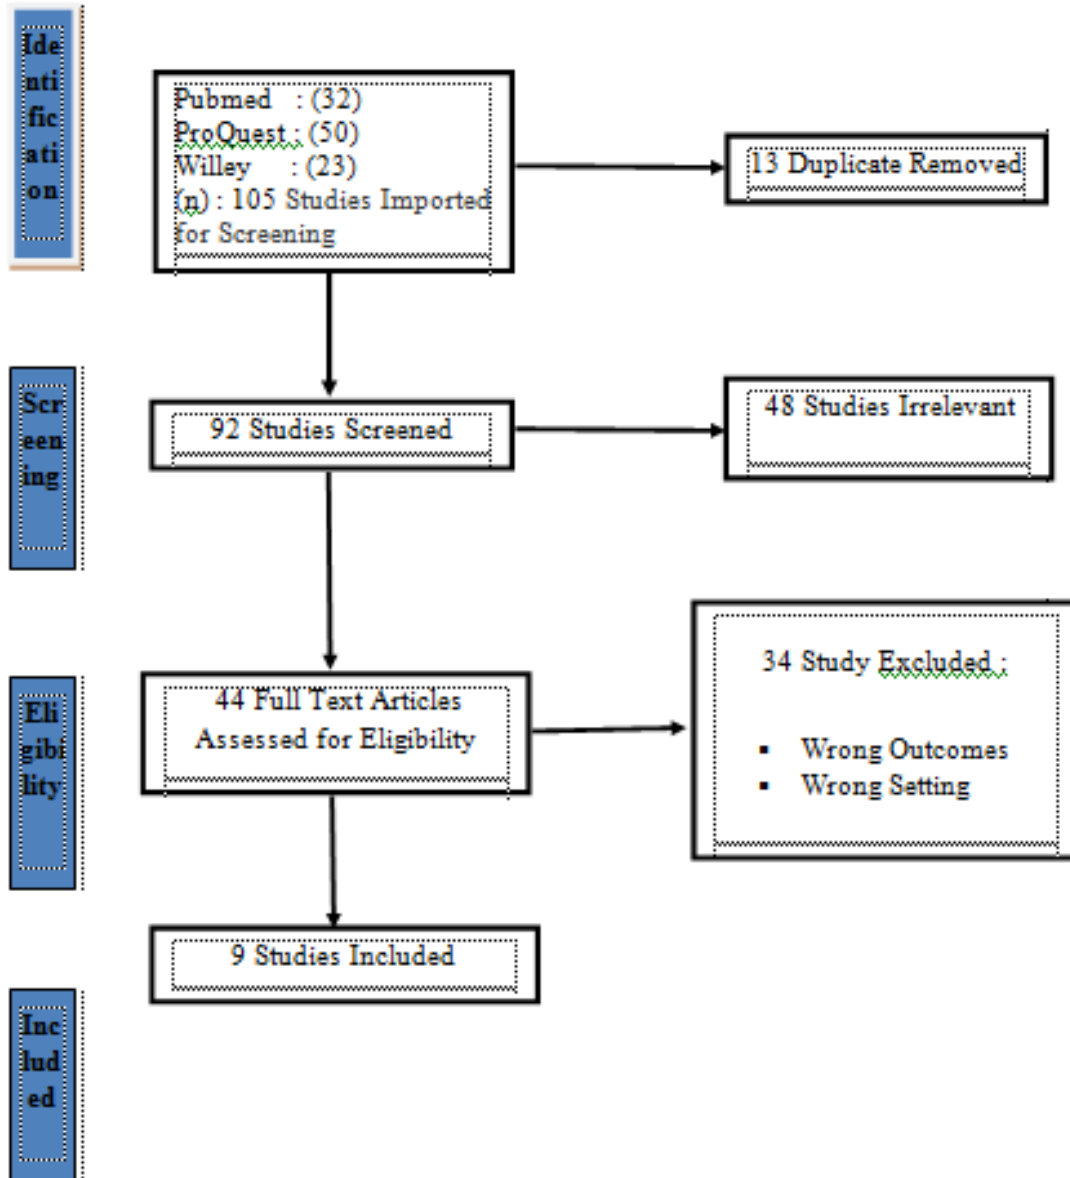 Ide
nti
fic
ati
on
Pubmed : (32)
ProQuest : (50)
Willey : (23)
(n) : 105 Studies Imported
for Screening
13 Duplicate Removed
Scr
een
ing
92 Studies Screened
48 Studies Irrelevant
Eli
gibi
lity
44 Full Text Articles
Assessed for Eligibility
34 Study Excluded :
▪ Wrong Outcomes
▪ Wrong Setting
9 Studies Included
Inc
lud
ed